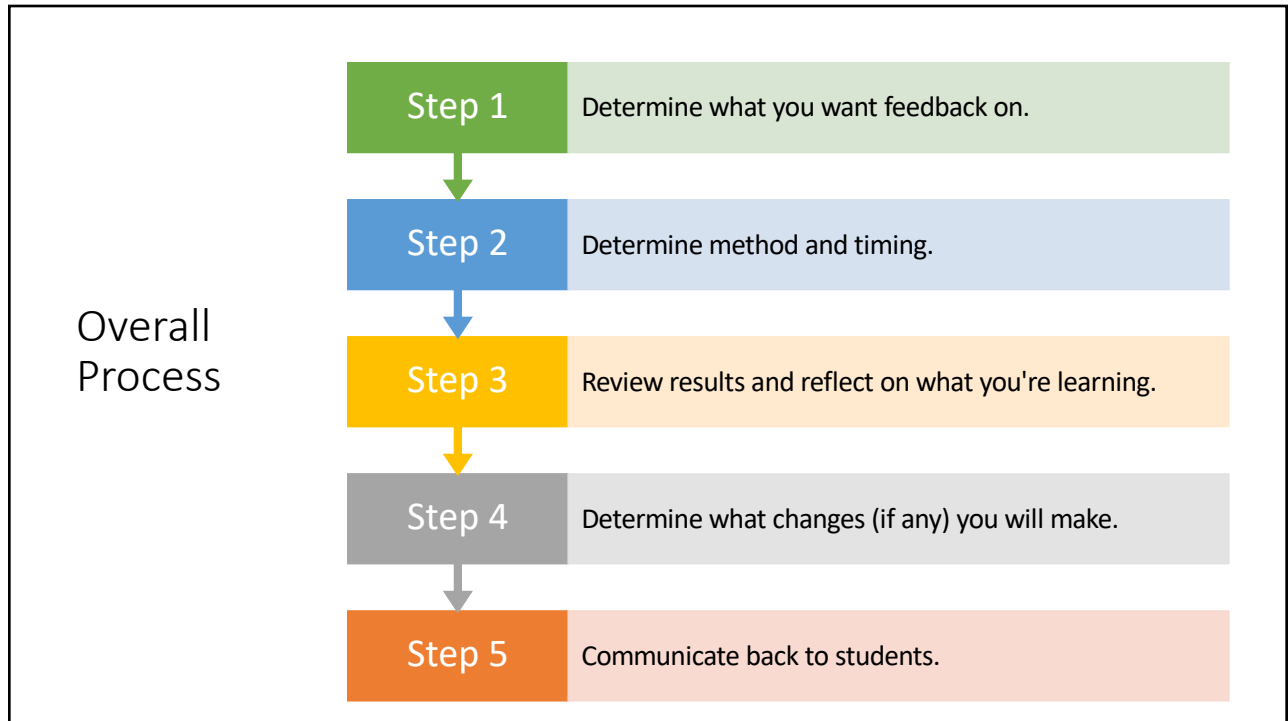 Overall
Process
Step 1
Determine what you want feedback on.
Step 2
Determine method and timing.
Step 3
Review results and reflect on what you're learning.
Step 4
Determine what changes (if any) you will make.
Step 5
Communicate back to students.